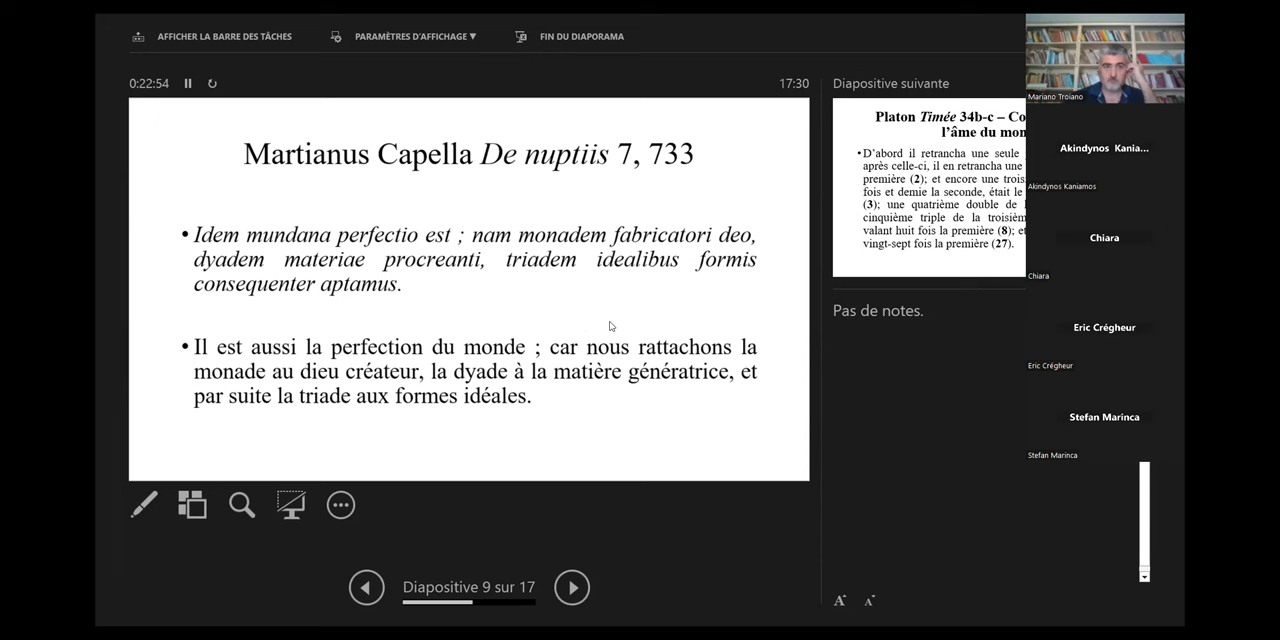 AFFICHER LA BARRE DES TÂCHES
PARAMÈTRES D'AFFICHAGE ▼
FIN DU DIAPORAMA
0:22:54
17:30
Martianus Capella De nuptiis 7, 733
• Idem mundana perfectio est ; nam monadem fabricatori deo,
dyadem materiae procreanti, triadem idealibus formis
consequenter aptamus.
• Il est aussi la perfection du monde ; car nous rattachons la
monade au dieu créateur, la dyade à la matière génératrice, et
par suite la triade aux formes idéales.
Diapositive 9 sur 17
Diapositive suivante
Platon Timée 34b-c – Co
l'âme du mon
• D'abord il retrancha une seule
après celle-ci, il en retrancha une
première (2); et encore une trois
fois et demie la seconde, était le
(3); une quatrième double de l
cinquième triple de la troisièm
valant huit fois la première (8); et
vingt-sept fois la première (27).
Pas de notes.
A A
Mariano Troiano
Akindynos Kania...
Akindynos Kaniamos
Chiara
Chiara
Eric Crégheur
Eric Crégheur
Stefan Marinca
Stefan Marinca